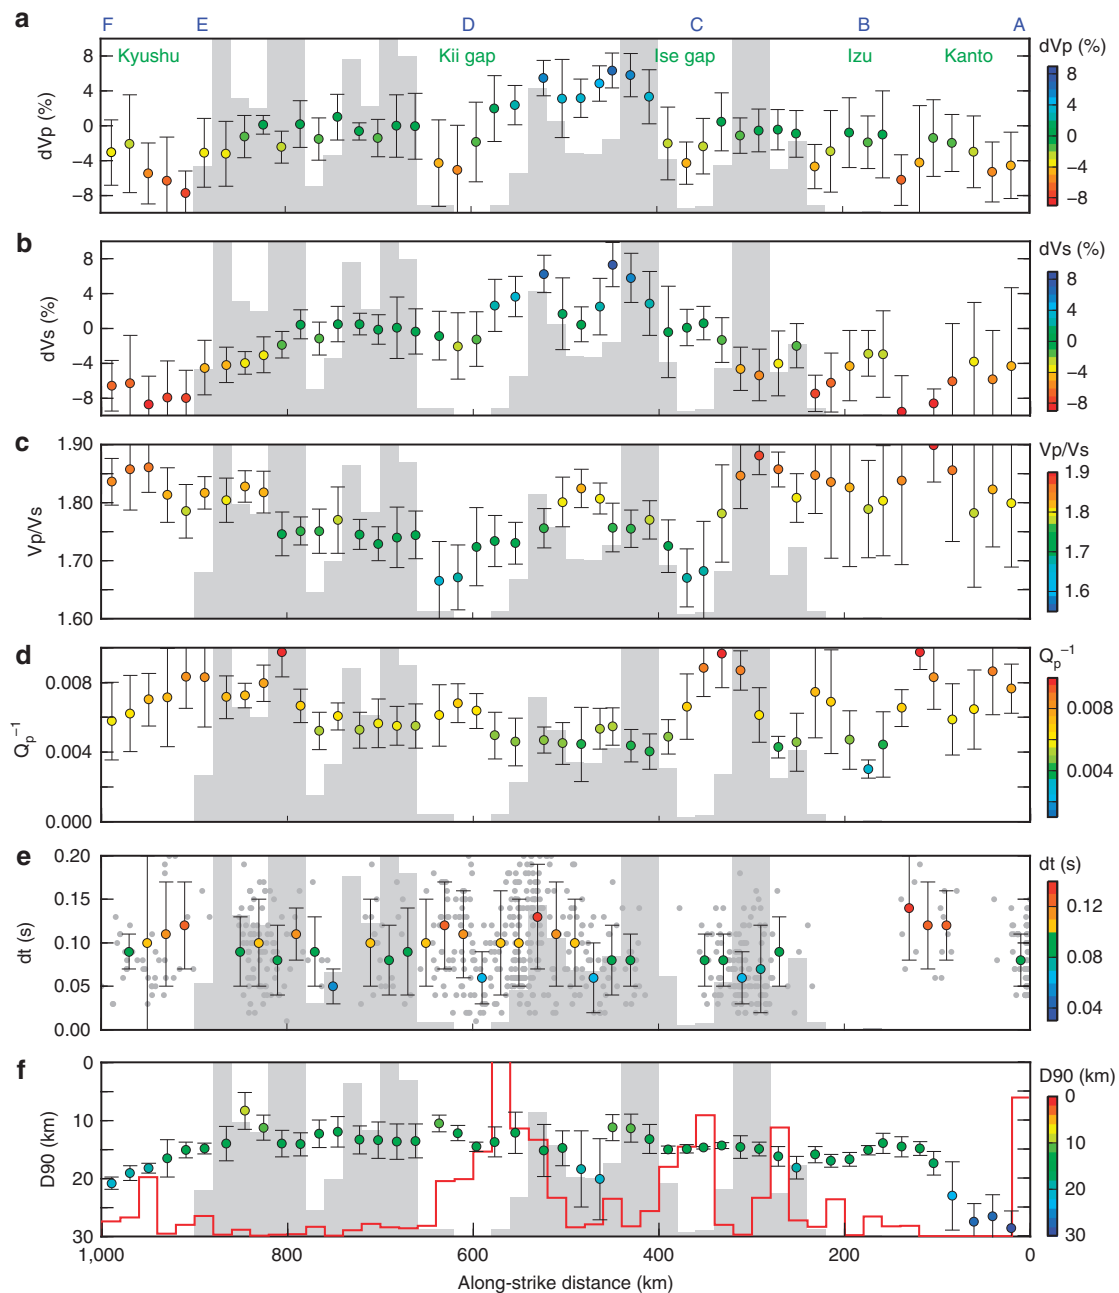 a
F E D C B A
Kyushu Kii gap Ise gap Izu Kanto
dVp (%)
8
4
0
−4
−8
dVp (%)
8
4
0
−4
−8
b
dVs (%)
8
4
0
−4
−8
dVs (%)
8
4
0
−4
−8
c
Vp/Vs
1.90
1.80
1.70
1.60
Vp/Vs
1.9
1.8
1.7
1.6
d
Qp−1
0.008
0.004
0.000
Qp−1
0.008
0.004
e
dt (s)
0.20
0.15
0.10
0.05
0.00
dt (s)
0.12
0.08
0.04
f
D90 (km)
0
10
20
30
D90 (km)
0
10
20
30
1,000 800 600 400 200 0
Along-strike distance (km)